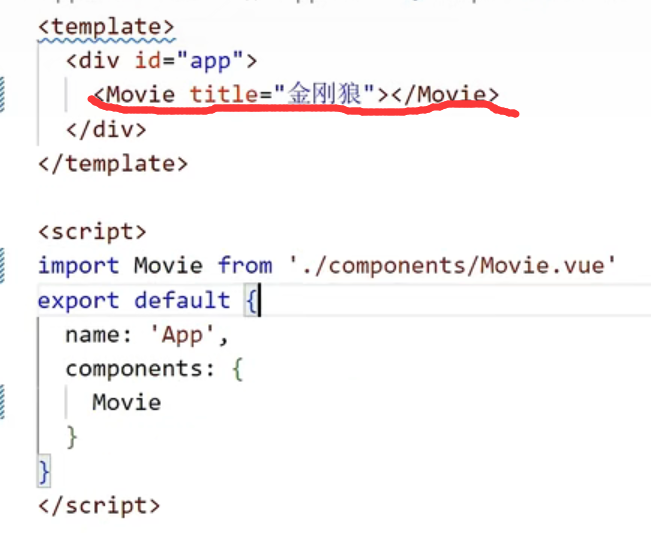 <template>
  <div id="app">
    <Movie title="金刚狼"></Movie>
  </div>
</template>

<script>
import Movie from './components/Movie.vue'
export default {
  name: 'App',
  components: {
    Movie
  }
}
</script>